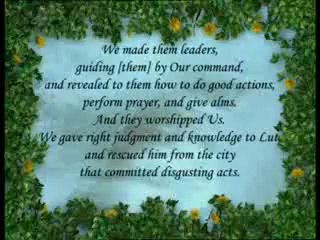 We made them leaders,
guiding [them] by Our command,
and revealed to them how to do good actions,
perform prayer, and give alms.
And they worshipped Us.
We gave right judgment and knowledge to Lut,
and rescued him from the city
that committed disgusting acts.